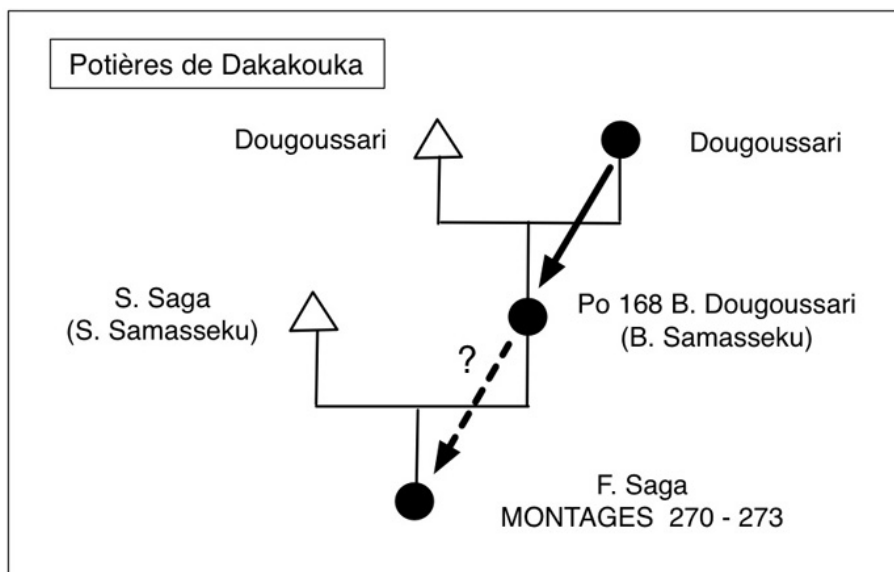 Potières de Dakakouka
Dougoussari
Dougoussari
S. Saga
(S. Samasseku)
Po 168 B. Dougoussari
(B. Samasseku)
?
F. Saga
MONTAGES 270 - 273